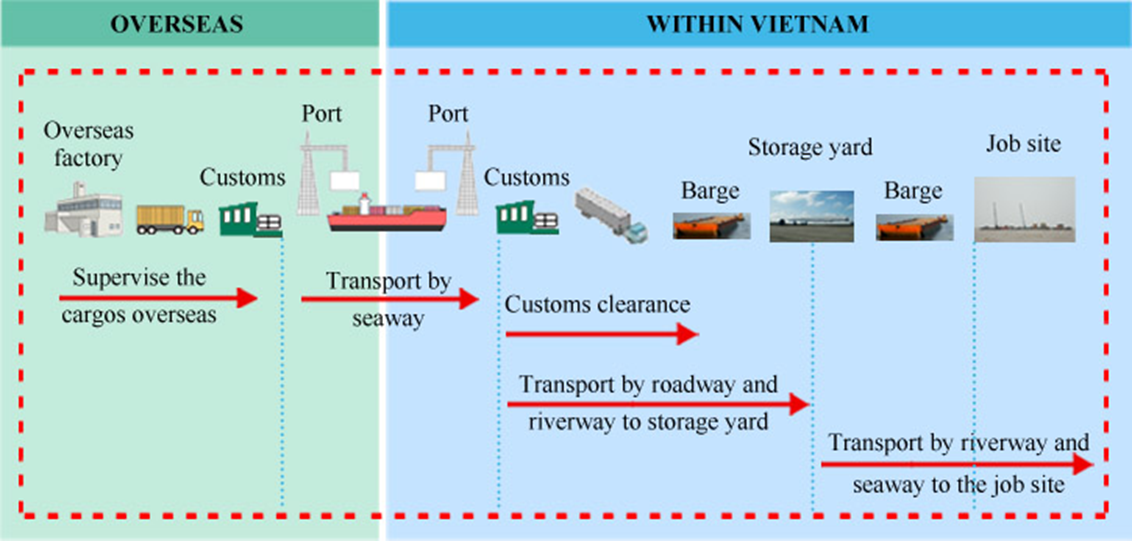 OVERSEAS
WITHIN VIETNAM
Overseas
factory
Customs
Port
Port
Customs
Barge
Storage yard
Barge
Job site
Supervise the
cargos overseas
Transport by
seaway
Customs clearance
Transport by roadway and
riverway to storage yard
Transport by riverway and
seaway to the job site